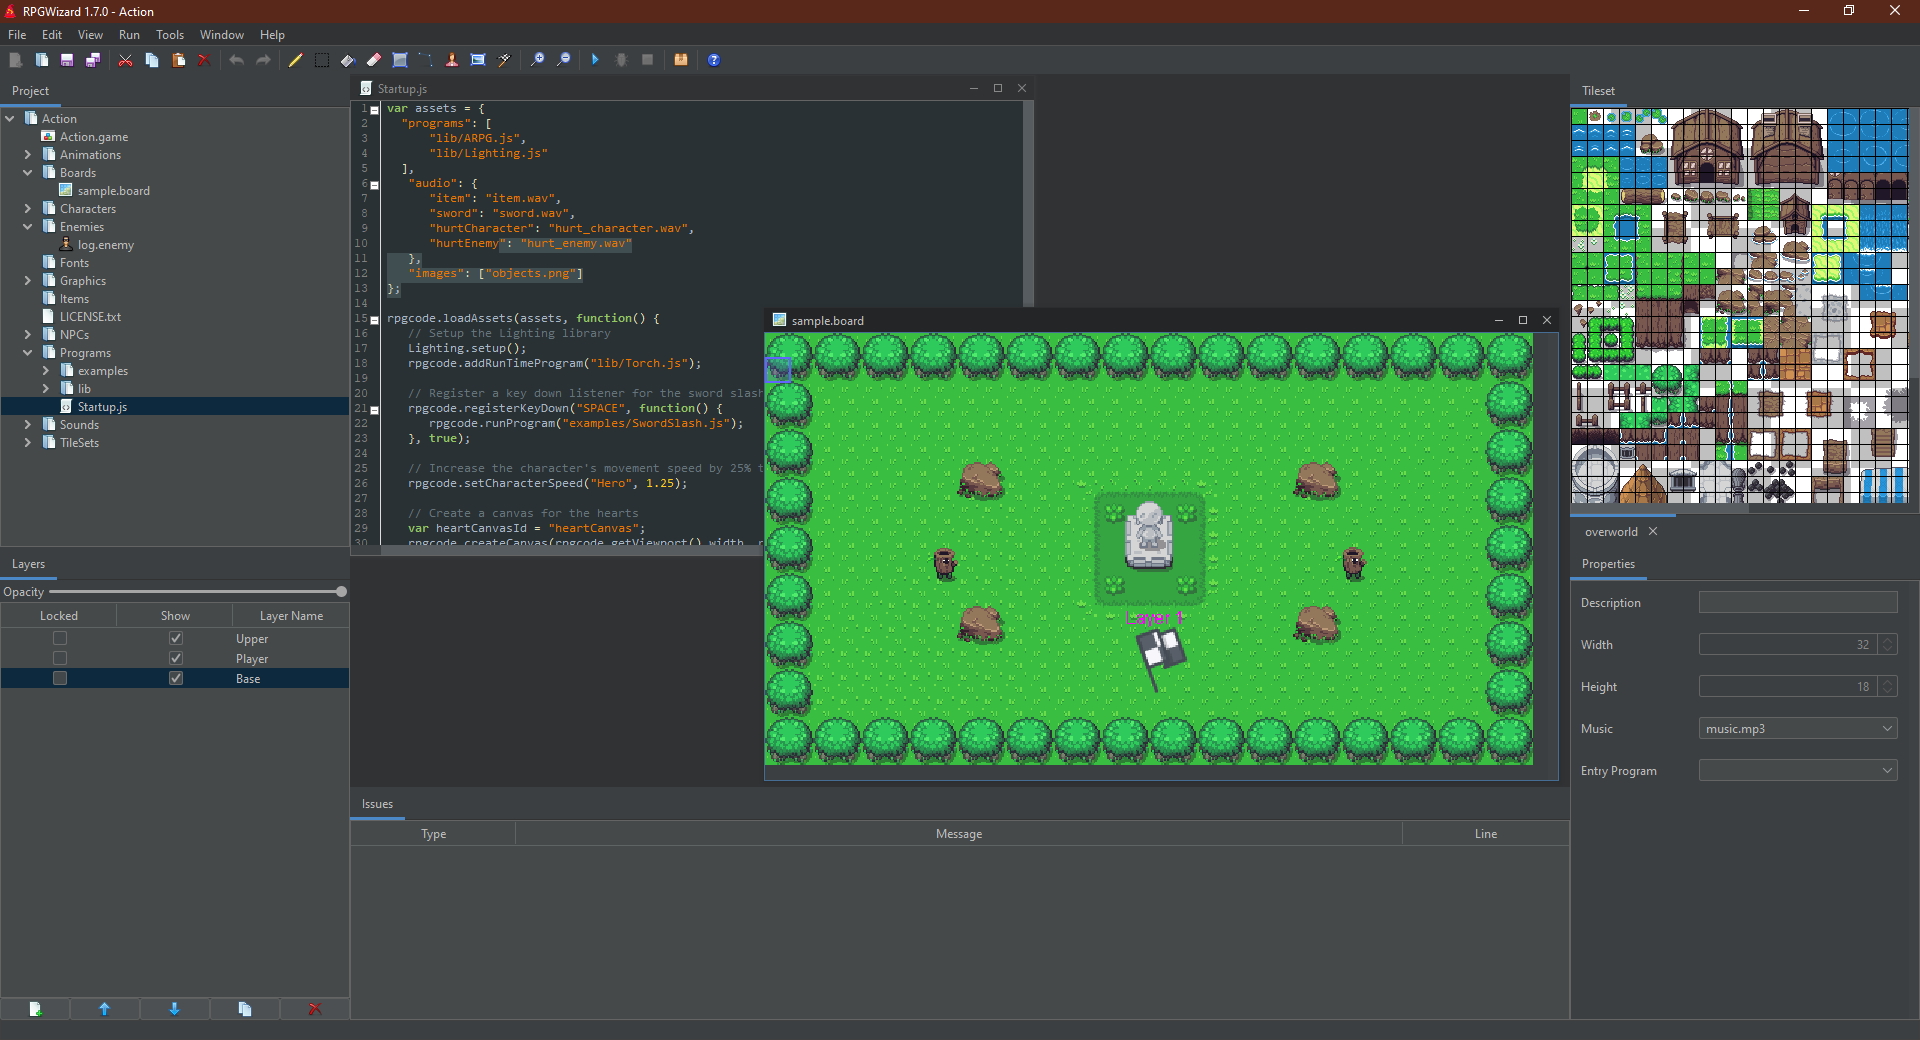 RPGWizard 1.7.0 - Action
File Edit View Run Tools Window Help
Project
Action
Action.game
Animations
Boards
sample.board
Characters
Enemies
log.enemy
Fonts
Graphics
Items
LICENSE.txt
NPCs
Programs
examples
lib
Startup.js
Sounds
TileSets
Layers
Opacity
Locked Show Layer Name
Upper
Player
Base
Startup.js
1 var assets = {
2 "programs": [
3 "lib/ARPG.js",
4 "lib/Lighting.js"
5 ],
6 "audio": {
7 "item": "item.wav",
8 "sword": "sword.wav",
9 "hurtCharacter": "hurt_character.wav",
10 "hurtEnemy": "hurt_enemy.wav"
11 },
12 "images": ["objects.png"]
13 };
14
15 rpgcode.loadAssets(assets, function() {
16 // Setup the Lighting library
17 Lighting.setup();
18 rpgcode.addRunTimeProgram("lib/Torch.js");
19
20 // Register a key down listener for the sword slash
21 rpgcode.registerKeyDown("SPACE", function() {
22 rpgcode.runProgram("examples/SwordSlash.js");
23 }, true);
24
25 // Increase the character's movement speed by 25% t
26 rpgcode.setCharacterSpeed("Hero", 1.25);
27
28 // Create a canvas for the hearts
29 var heartCanvasId = "heartCanvas";
30 rpgcode.createCanvas(rpgcode.getViewport().width, r
sample.board
Layer 1
Issues
Type Message Line
Tileset
overworld
Properties
Description
Width 32
Height 18
Music music.mp3
Entry Program